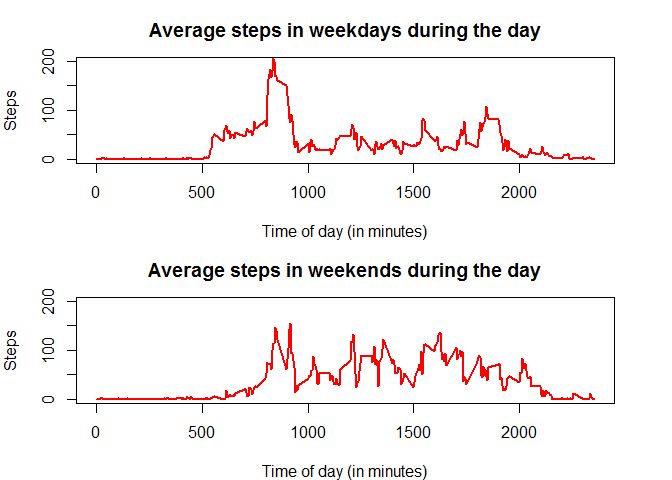 Average steps in weekdays during the day
Steps
0 100 200
0 500 1000 1500 2000
Time of day (in minutes)
Average steps in weekends during the day
Steps
0 100 200
0 500 1000 1500 2000
Time of day (in minutes)